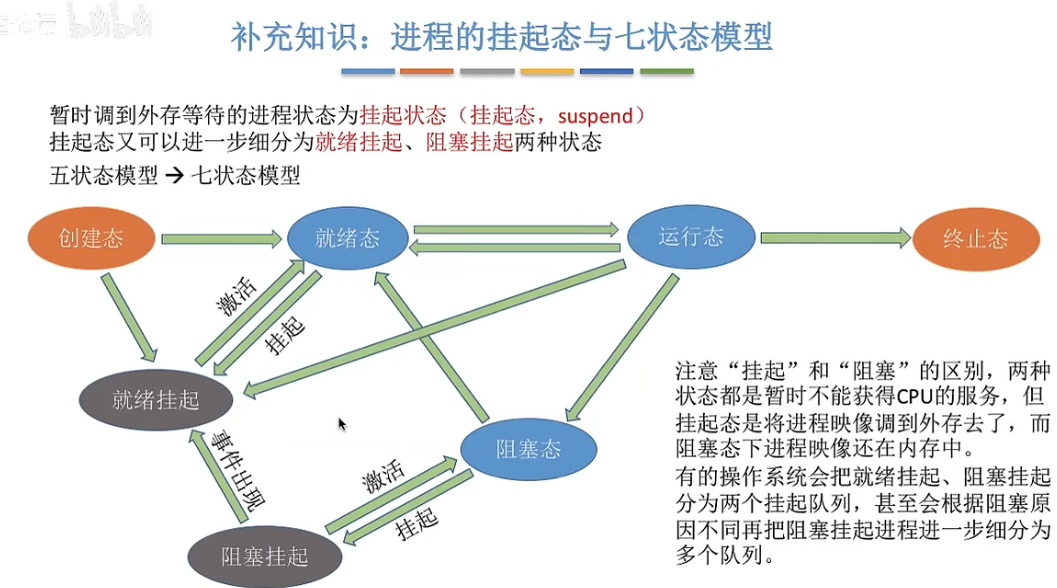 补充知识：进程的挂起态与七状态模型
暂时调到外存等待的进程状态为挂起状态（挂起态，suspend）
挂起态又可以进一步细分为就绪挂起、阻塞挂起两种状态
五状态模型→七状态模型
创建态
就绪态
运行态
终止态
激活
挂起
就绪挂起
阻塞态
事件出现
激活
挂起
阻塞挂起
注意“挂起”和“阻塞”的区别，两种
状态都是暂时不能获得CPU的服务，但
挂起态是将进程映像调到外存去了，而
阻塞态下进程映像还在内存中。
有的操作系统会把就绪挂起、阻塞挂起
分为两个挂起队列，甚至会根据阻塞原
因不同再把阻塞挂起进程进一步细分为
多个队列。